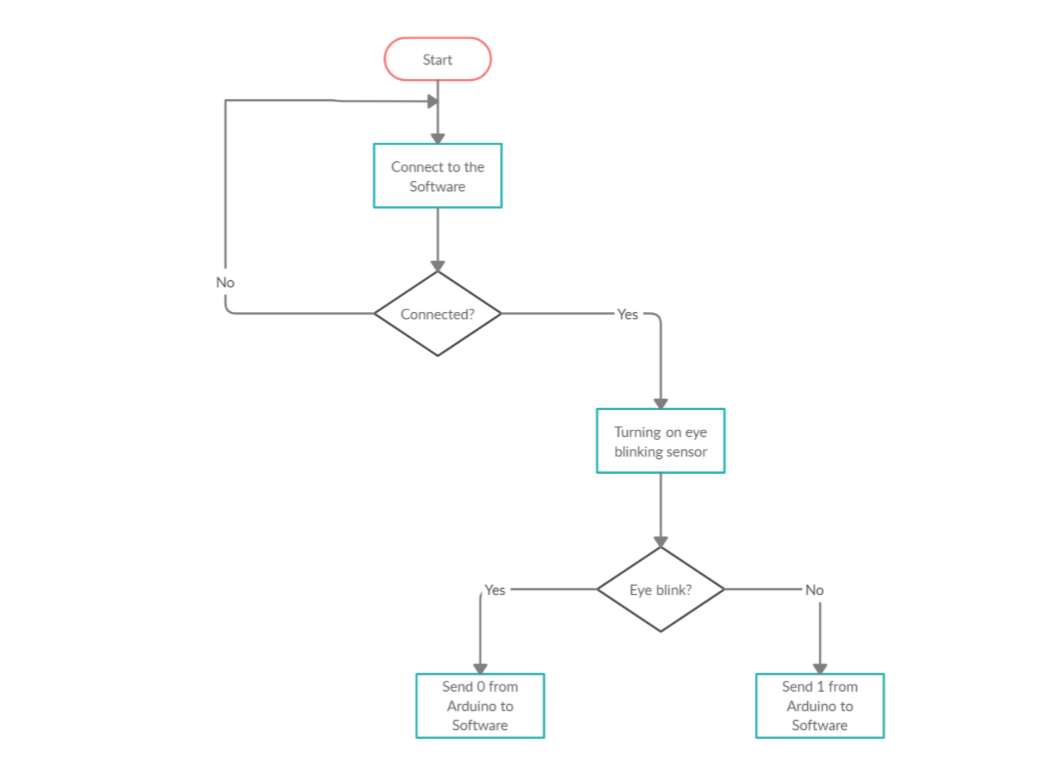 Start
Connect to the
Software
No
Connected?
Yes
Turning on eye
blinking sensor
Yes
Eye blink?
No
Send 0 from
Arduino to
Software
Send 1 from
Arduino to
Software